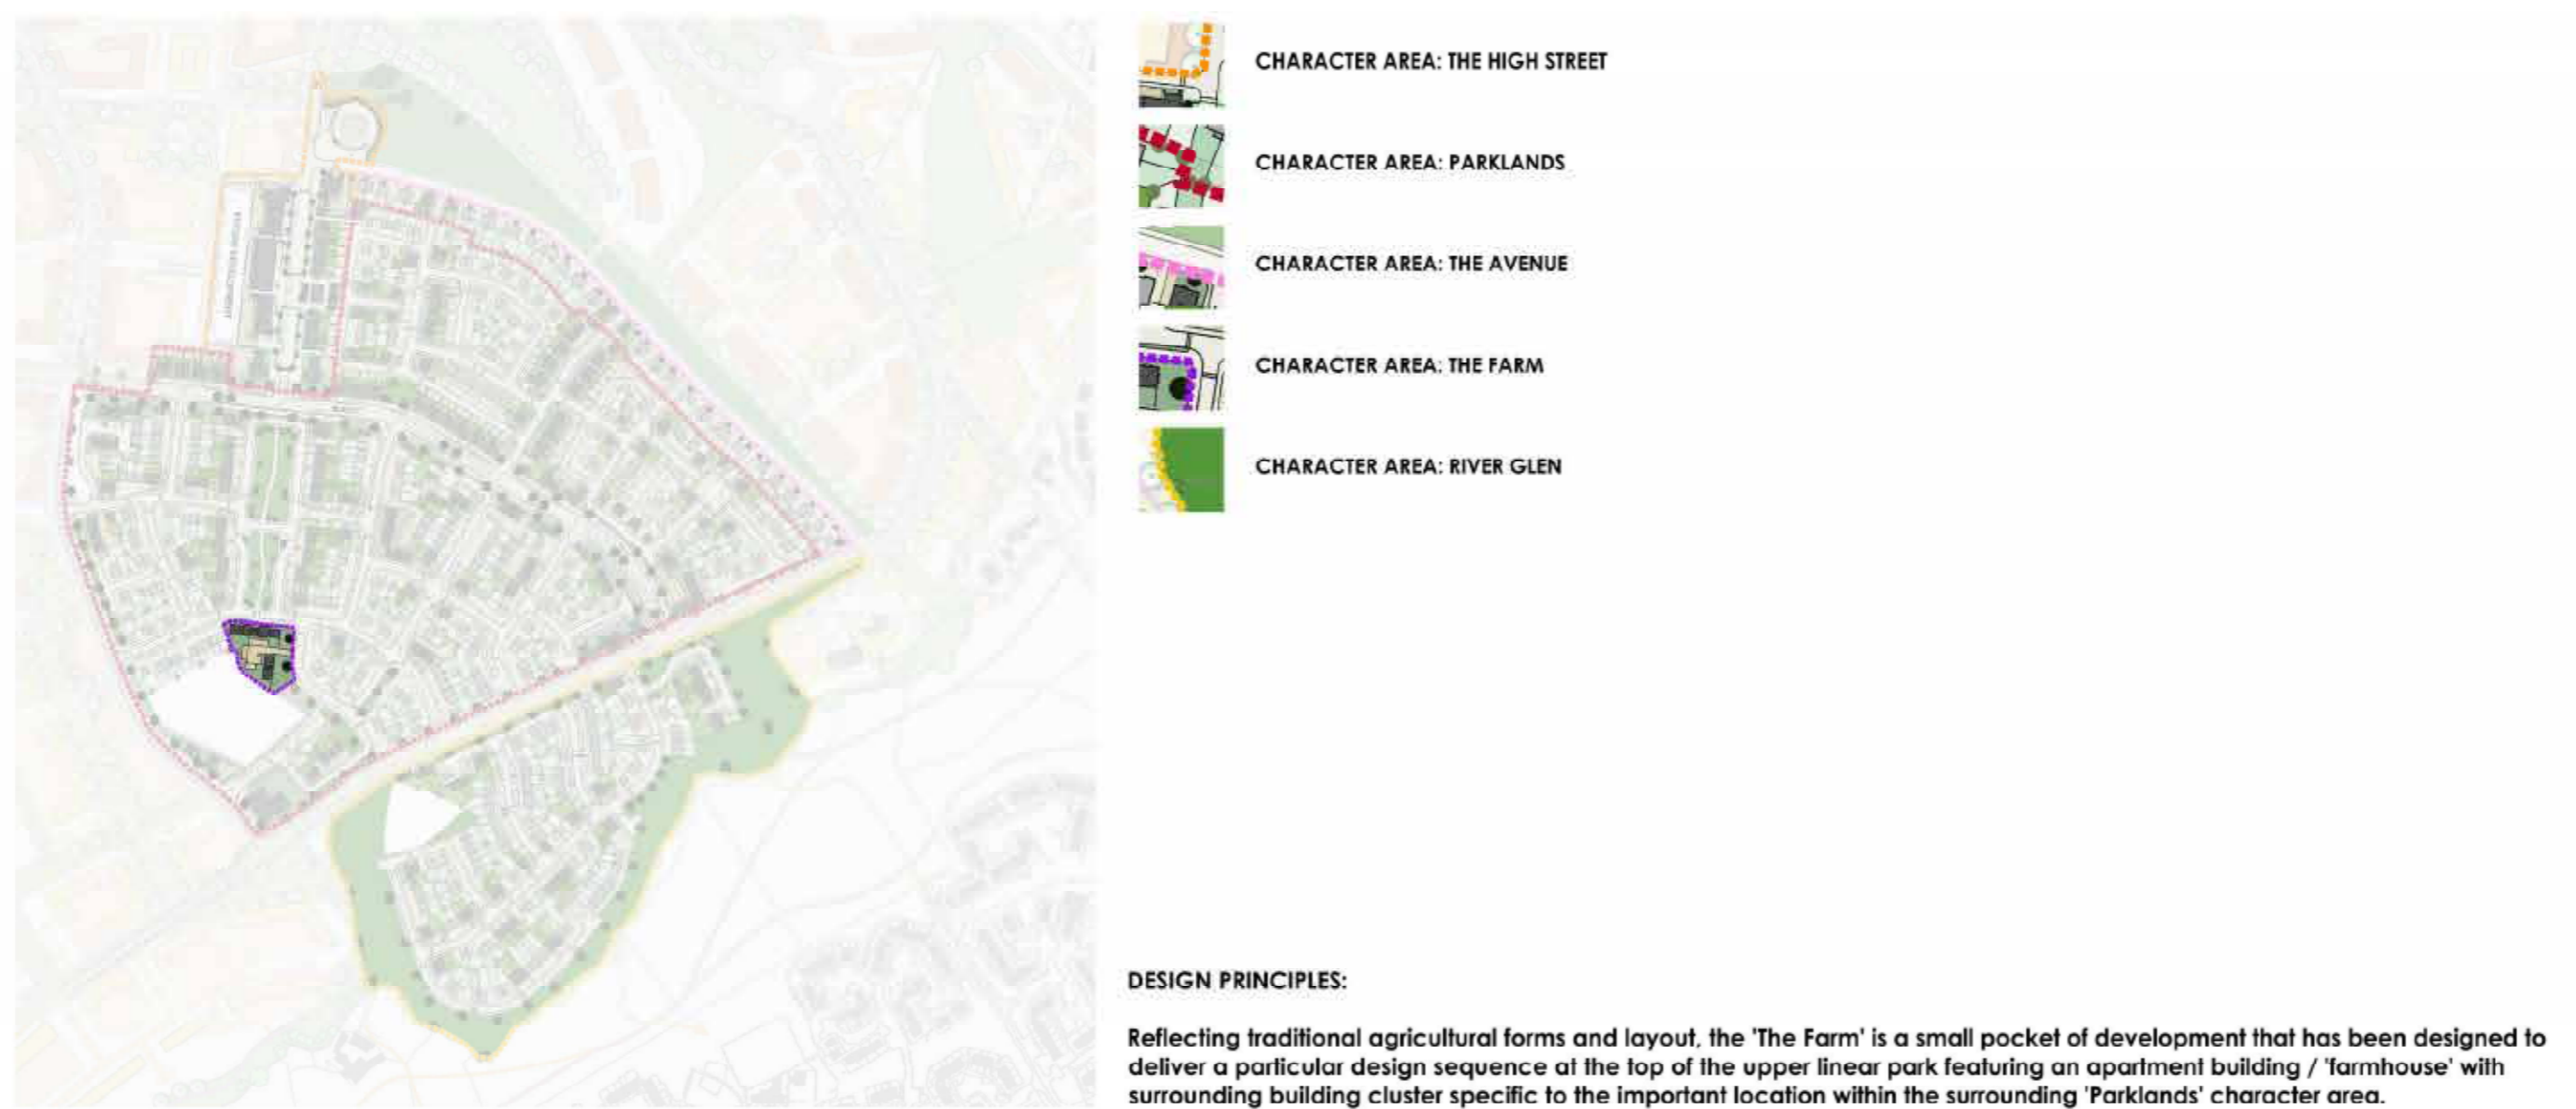 CHARACTER AREA: THE HIGH STREET
CHARACTER AREA: PARKLANDS
CHARACTER AREA: THE AVENUE
CHARACTER AREA: THE FARM
CHARACTER AREA: RIVER GLEN
DESIGN PRINCIPLES:
Reflecting traditional agricultural forms and layout, the 'The Farm' is a small pocket of development that has been designed to
deliver a particular design sequence at the top of the upper linear park featuring an apartment building / 'farmhouse' with
surrounding building cluster specific to the important location within the surrounding 'Parklands' character area.